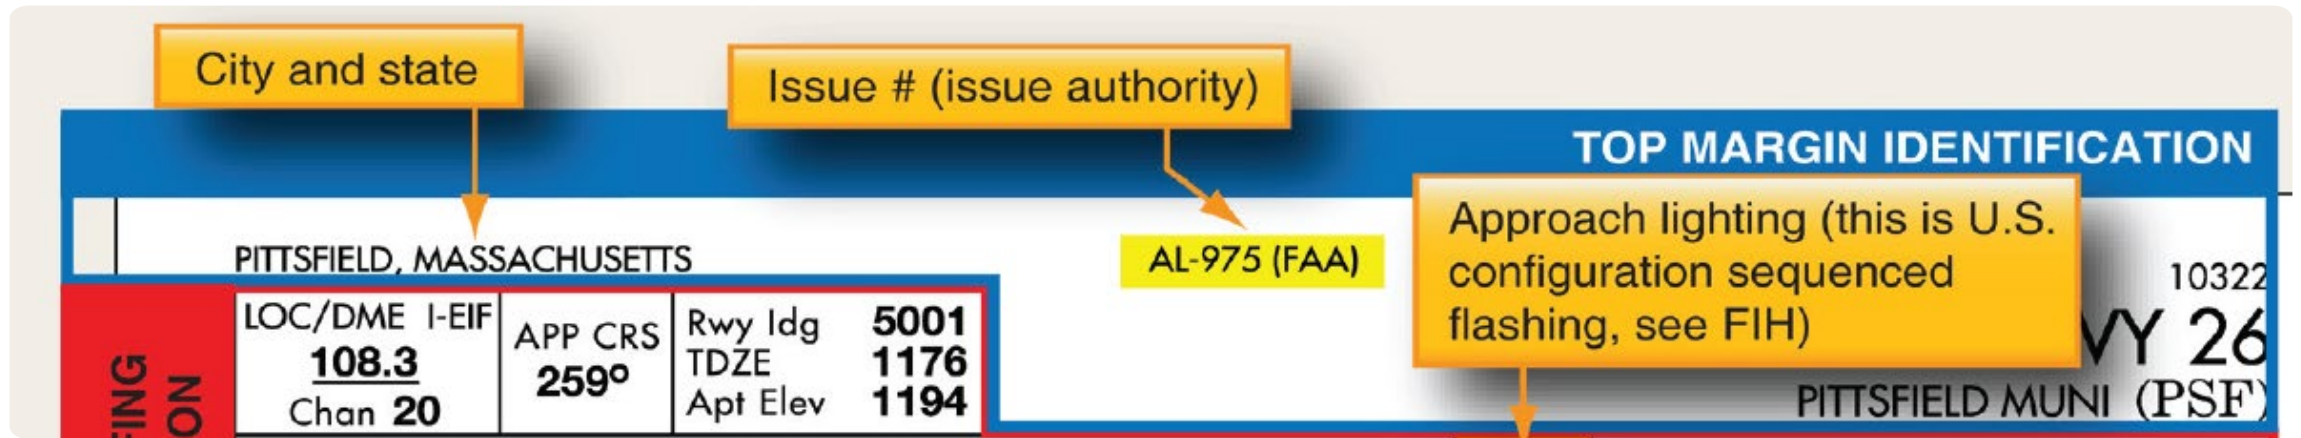 City and state
Issue # (issue authority)
TOP MARGIN IDENTIFICATION
Approach lighting (this is U.S.
configuration sequenced
flashing, see FIH)
PITTSFIELD, MASSACHUSETTS
AL-975 (FAA)
10322
26
PITTSFIELD MUNI (PSF)
LOC/DME I-EIF
108.3
Chan 20
APP CRS
259°
Rwy ldg 5001
TDZE 1176
Apt Elev 1194